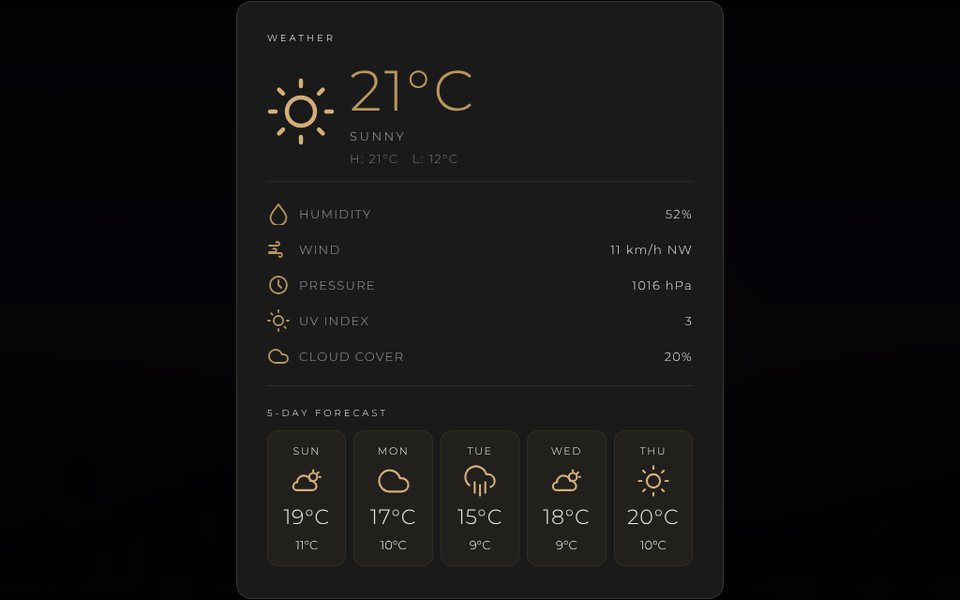 WEATHER
21°C
SUNNY
H: 21°C · L: 12°C
HUMIDITY 52%
WIND 11 km/h NW
PRESSURE 1016 hPa
UV INDEX 3
CLOUD COVER 20%
5-DAY FORECAST
SUN MON TUE WED THU
19°C 17°C 15°C 18°C 20°C
11°C 10°C 9°C 9°C 10°C